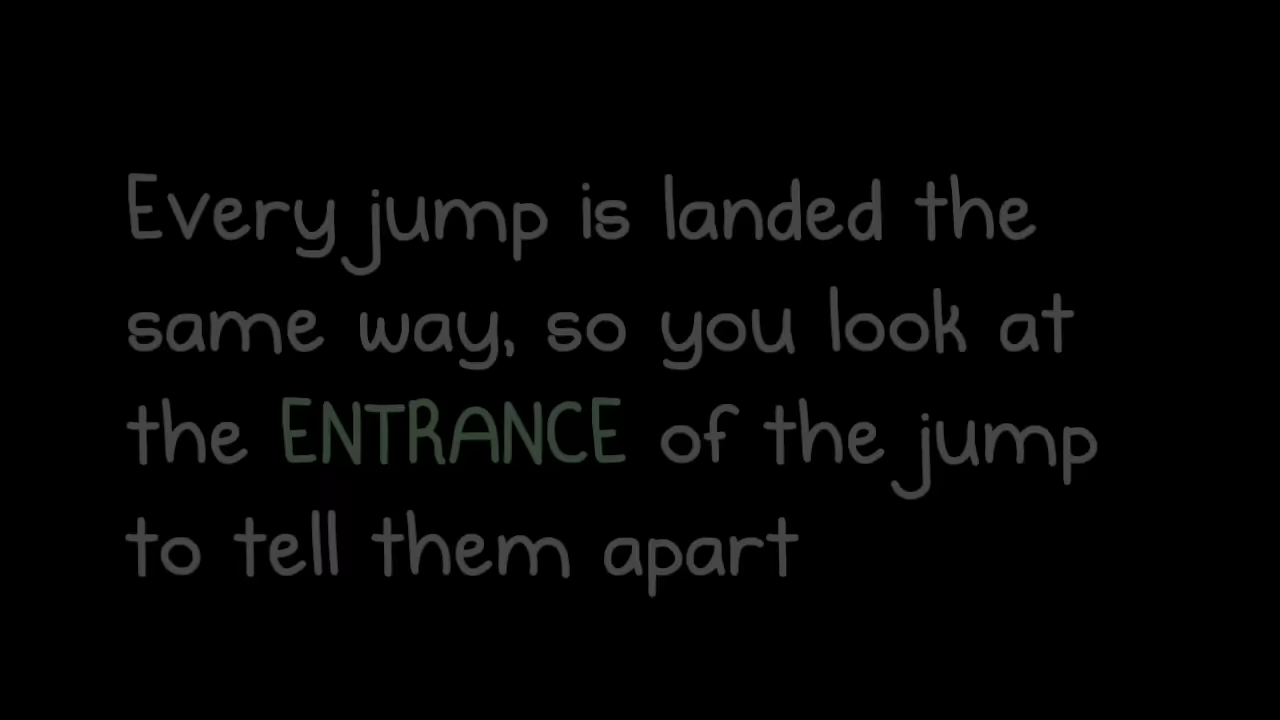 Every jump is landed the
same way, so you look at
the ENTRANCE of the jump
to tell them apart